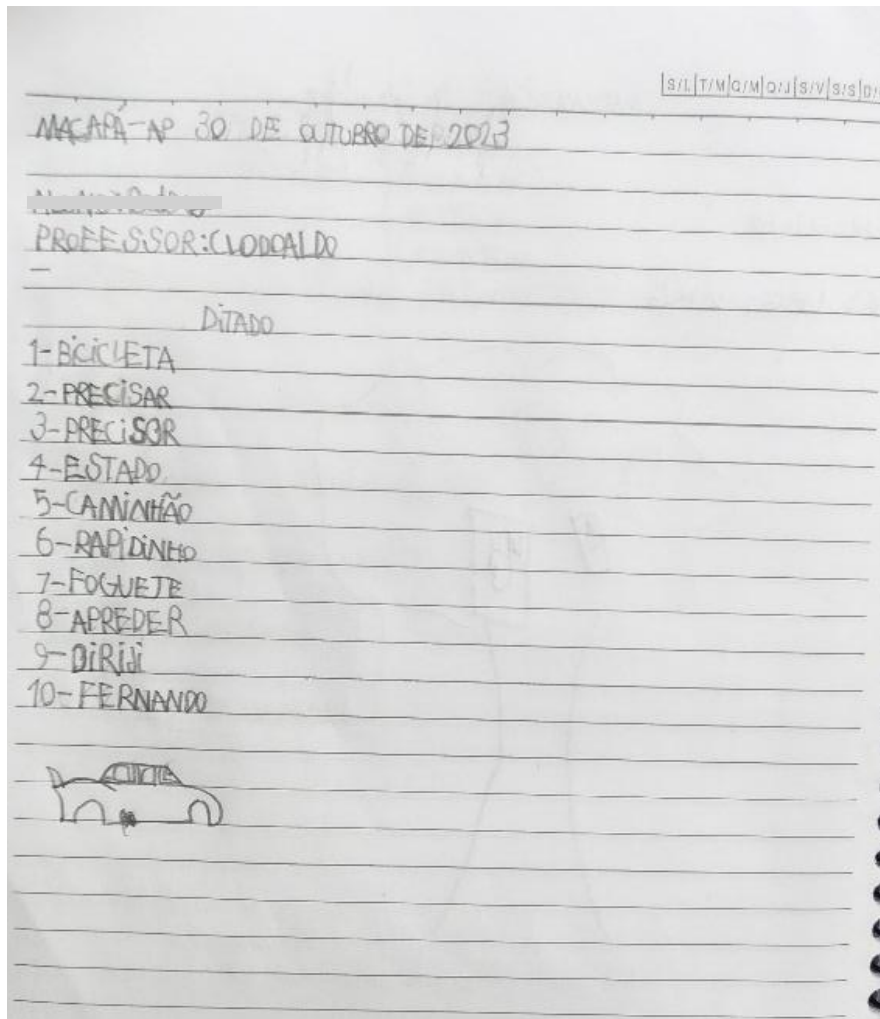 S/L T/M Q/M Q/J S/V S/S D/
MACAPÁ-AP 30 DE OUTUBRO DE, 2023
PROFESSOR:CLODOALDO
DITADO
1-BICICLETA
2-PRECISAR
3-PRECISOR
4-ESTADO
5-CAMINHÃO
6-RAPIDINHO
7-FOGUETE
8-APREDER
9-DIRIJI
10-FERNANDO